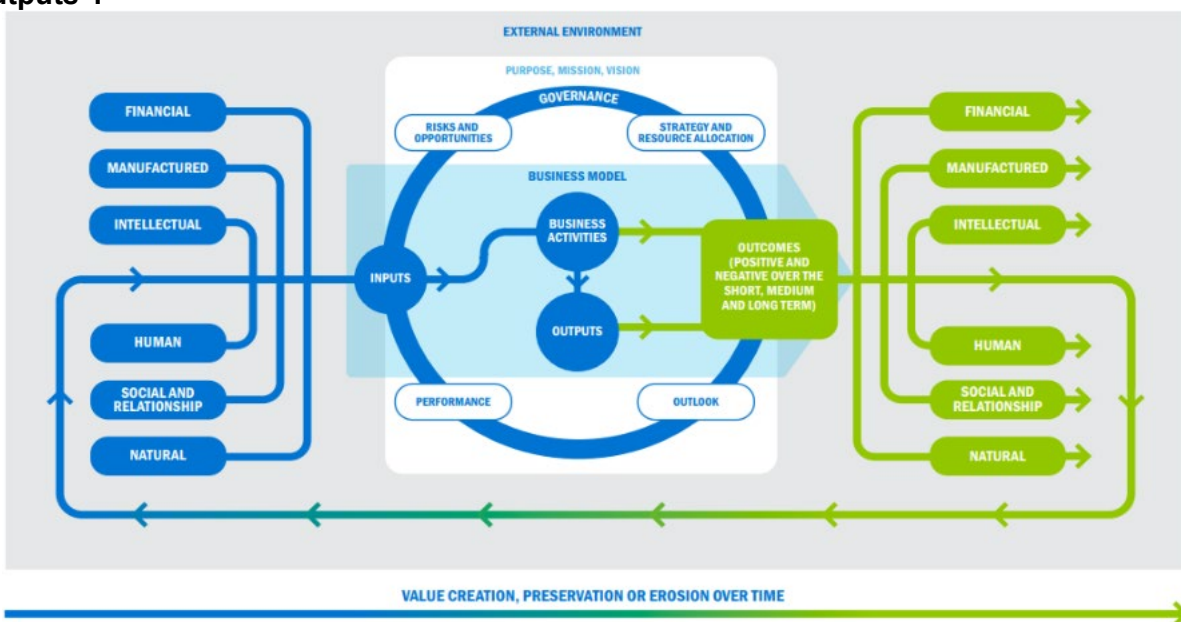 EXTERNAL ENVIRONMENT
PURPOSE, MISSION, VISION
GOVERNANCE
RISKS AND
OPPORTUNITIES
STRATEGY AND
RESOURCE ALLOCATION
FINANCIAL
MANUFACTURED
INTELLECTUAL
HUMAN
SOCIAL AND
RELATIONSHIP
NATURAL
INPUTS
BUSINESS MODEL
BUSINESS
ACTIVITIES
OUTPUTS
OUTCOMES
(POSITIVE AND
NEGATIVE OVER THE
SHORT, MEDIUM
AND LONG TERM)
PERFORMANCE
OUTLOOK
FINANCIAL
MANUFACTURED
INTELLECTUAL
HUMAN
SOCIAL AND
RELATIONSHIP
NATURAL
VALUE CREATION, PRESERVATION OR EROSION OVER TIME